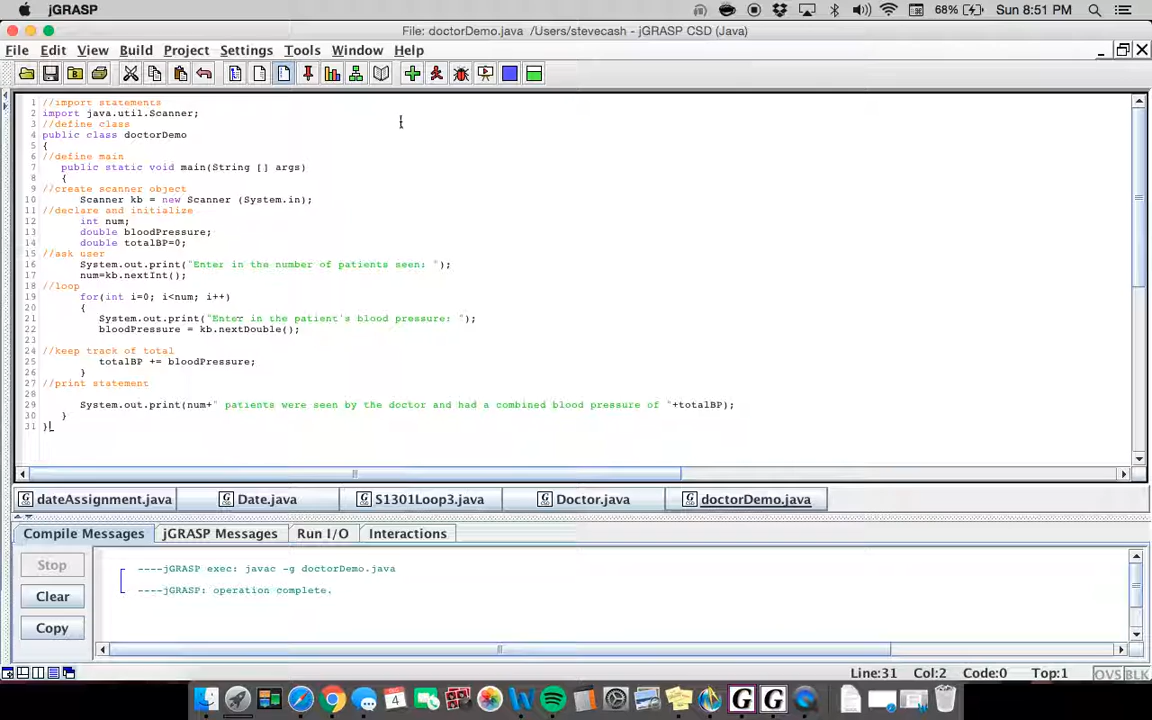 jGRASP
68%
Sun 8:51 PM
File: doctorDemo.java /Users/stevecash - jGRASP CSD (Java)
File Edit View Build Project Settings Tools Window Help
1 //import statements
2 import java.util.Scanner;
3 //define class
4 public class doctorDemo
5 {
6 //define main
7 public static void main(String [] args)
8 {
9 //create scanner object
10 Scanner kb = new Scanner (System.in);
11 //declare and initialize
12 int num;
13 double bloodPressure;
14 double totalBP=0;
15 //ask user
16 System.out.print("Enter in the number of patients seen: ");
17 num=kb.nextInt();
18 //loop
19 for(int i=0; i<num; i++)
20 {
21 System.out.print("Enter in the patient's blood pressure: ");
22 bloodPressure = kb.nextDouble();
23
24 //keep track of total
25 totalBP += bloodPressure;
26 }
27 //print statement
28
29 System.out.print(num+" patients were seen by the doctor and had a combined blood pressure of "+totalBP);
30 }
31 }
dateAssignment.java Date.java S1301Loop3.java Doctor.java doctorDemo.java
Compile Messages jGRASP Messages Run I/O Interactions
Stop
Clear
Copy
----jGRASP exec: javac -g doctorDemo.java
----jGRASP: operation complete.
Line:31 Col:2 Code:0 Top:1 OVS BLK